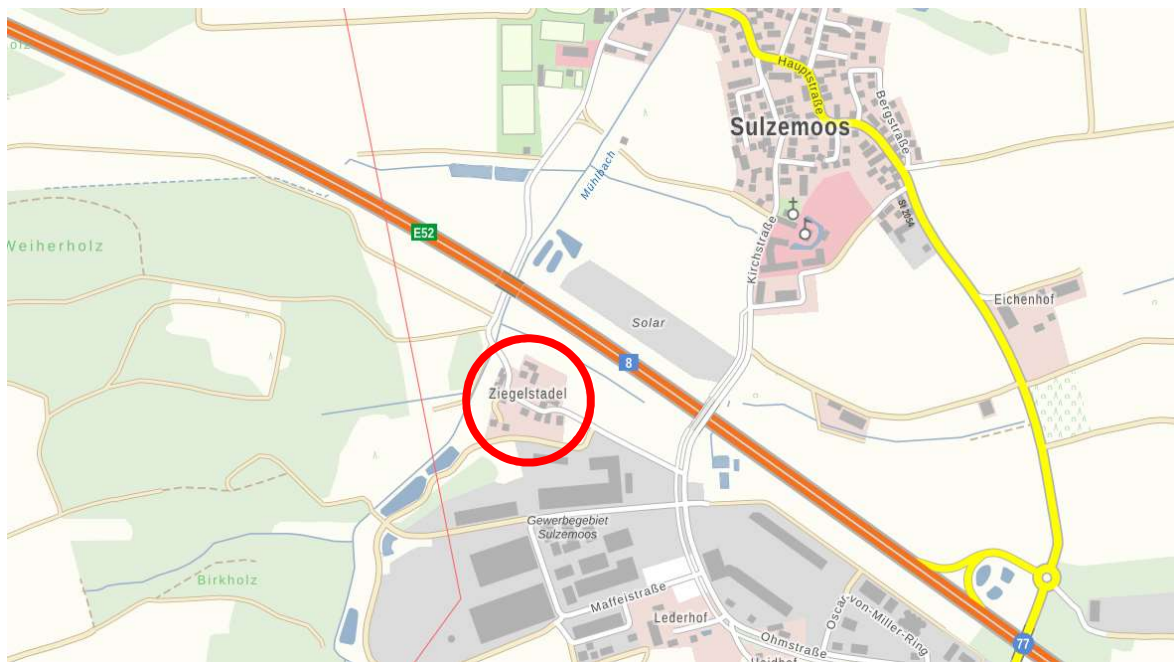 Hauptstraße
Bergstraße
Sulzemoos
Mühlbach
St 2054
E52
Weiherholz
Kirchstraße
Eichenhof
Solar
8
Ziegelstadel
Gewerbegebiet
Sulzemoos
Birkholz
Maffeistraße
Lederhof
Oscar-von-Miller-Ring
Ohmstraße
77